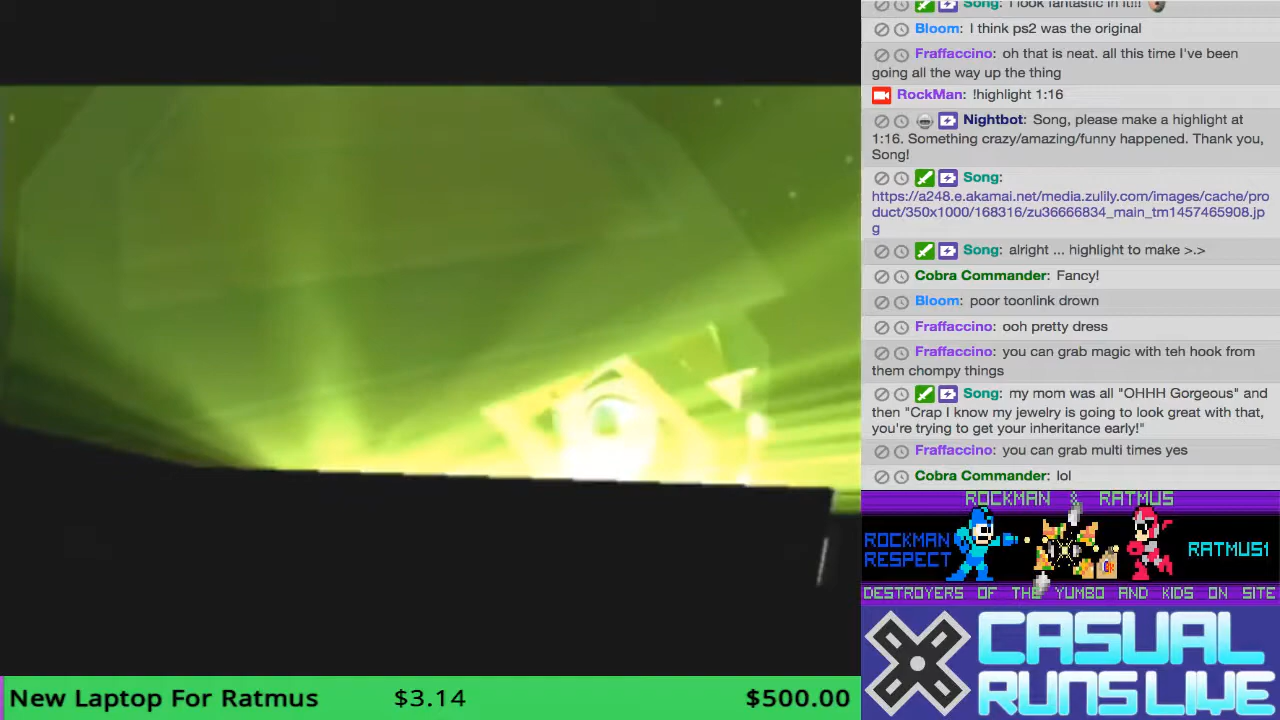 Song: I look fantastic in it!!!
Bloom: I think ps2 was the original
Fraffaccino: oh that is neat. all this time I've been
going all the way up the thing
RockMan: !highlight 1:16
Nightbot: Song, please make a highlight at
1:16. Something crazy/amazing/funny happened. Thank you,
Song!
Song:
https://a248.e.akamai.net/media.zulily.com/images/cache/pro
duct/350x1000/168316/zu36666834_main_tm1457465908.jp
g
Song: alright ... highlight to make >.>
Cobra Commander: Fancy!
Bloom: poor toonlink drown
Fraffaccino: ooh pretty dress
Fraffaccino: you can grab magic with teh hook from
them chompy things
Song: my mom was all "OHHH Gorgeous" and
then "Crap I know my jewelry is going to look great with that,
you're trying to get your inheritance early!"
Fraffaccino: you can grab multi times yes
Cobra Commander: lol
ROCKMAN & RATMUS
ROCKMAN
RESPECT
RATMUS1
DESTROYERS OF THE YUMBO AND KIDS ON SITE
CASUAL
RUNS LIVE
New Laptop For Ratmus $3.14 $500.00